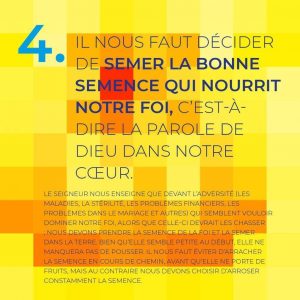 4. IL NOUS FAUT DÉCIDER
DE SEMER LA BONNE
SEMENCE QUI NOURRIT
NOTRE FOI, C'EST-À-
DIRE LA PAROLE DE
DIEU DANS NOTRE
CŒUR.
LE SEIGNEUR NOUS ENSEIGNE QUE DEVANT L'ADVERSITÉ (LES
MALADIES, LA STÉRILITÉ, LES PROBLÈMES FINANCIERS, LES
PROBLÈMES DANS LE MARIAGE ET AUTRES) QUI SEMBLENT VOULOIR
DOMINER NOTRE FOI, ALORS QUE CELLE-CI DEVRAIT LES CHASSER
; NOUS DEVONS PRENDRE LA SEMENCE DE LA FOI ET LA SEMER
DANS LA TERRE. BIEN QU'ELLE SEMBLE PETITE AU DÉBUT, ELLE NE
MANQUERA PAS DE POUSSER. IL NOUS FAUT ÉVITER D'ARRACHER
LA SEMENCE EN COURS DE CHEMIN, AVANT QU'ELLE NE PORTE DE
FRUITS, MAIS AU CONTRAIRE NOUS DEVONS CHOISIR D'ARROSER
CONSTAMMENT LA SEMENCE.